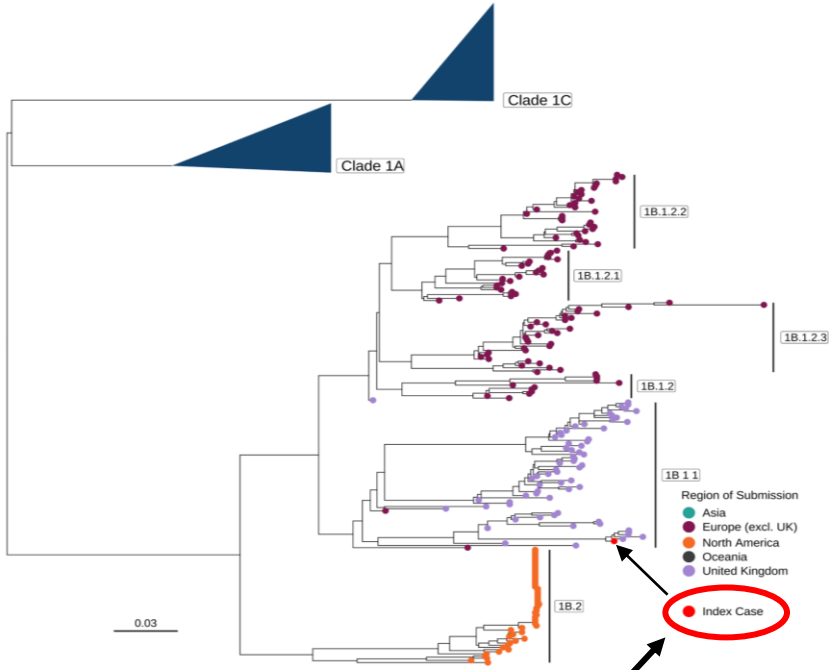 Clade 1C
Clade 1A
1B.1.2.2
1B.1.2.1
1B.1.2.3
1B.1.2
1B 1 1
Region of Submission
Asia
Europe (excl. UK)
North America
Oceania
United Kingdom
Index Case
1B.2
0.03